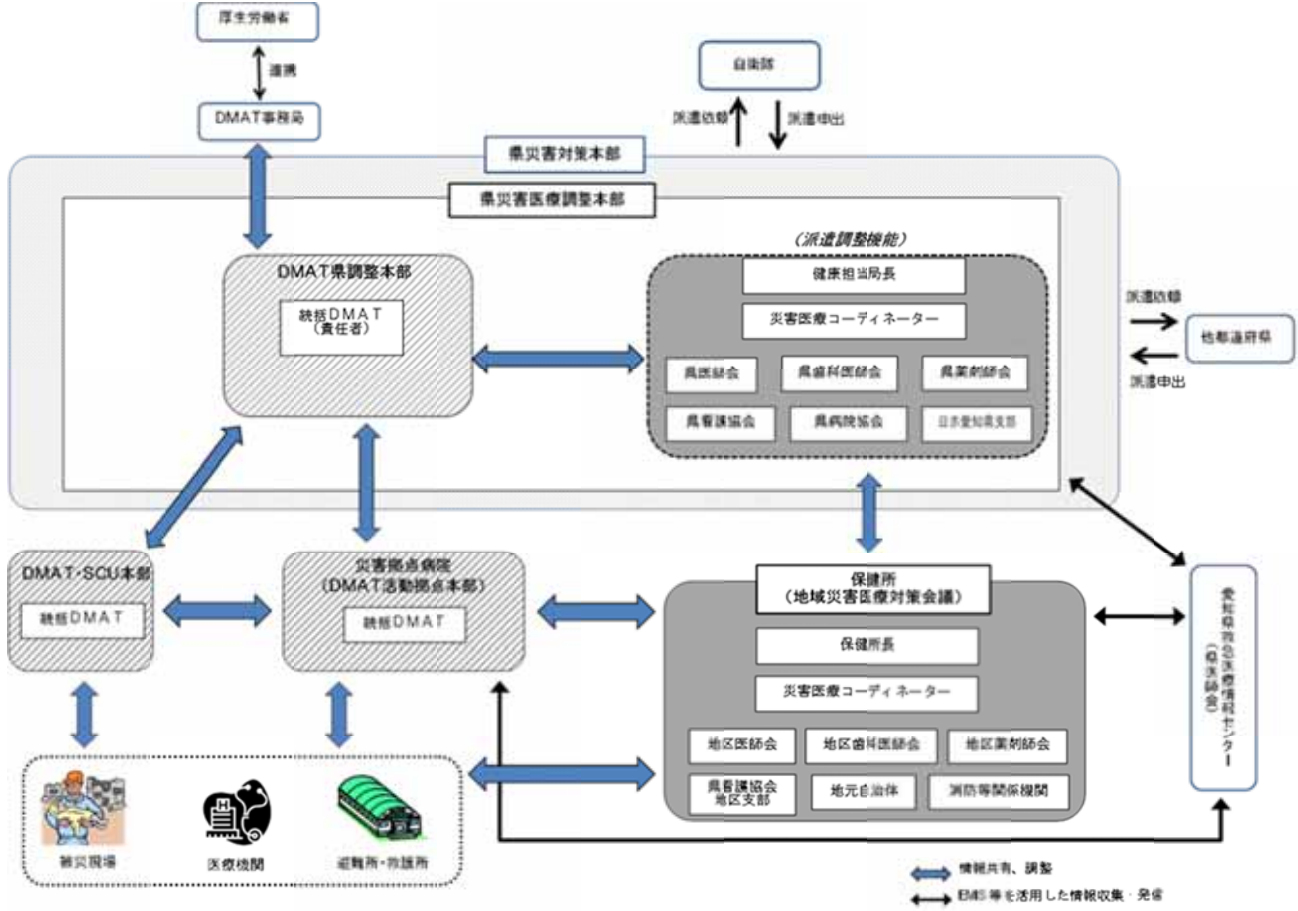 厚生労働省
連携
DMAT事務局
自衛隊
派遣依頼
派遣申出
県災害対策本部
県災害医療調整本部
(派遣調整機能)
DMAT県調整本部
統括DMAT
(責任者)
健康担当局長
災害医療コーディネーター
県医師会
県歯科医師会
県薬剤師会
県看護協会
県病院協会
日赤愛知県支部
派遣依頼
他都道府県
派遣申出
DMAT・SCU本部
統括DMAT
災害拠点病院
(DMAT活動拠点本部)
統括DMAT
保健所
(地域災害医療対策会議)
保健所長
災害医療コーディネーター
地区医師会
地区歯科医師会
地区薬剤師会
県看護協会
地区支部
地元自治体
消防等関係機関
愛知県救急医療情報センター
(県医師会)
被災現場
医療機関
避難所・救護所
情報共有、調整
EMIS等を活用した情報収集・発信